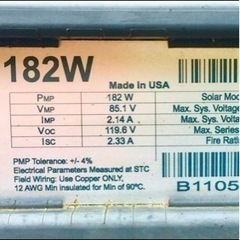 182W
Made in USA
PMP 182 W Solar Mod
VMP 85.1 V Max. Sys. Voltage
IMP 2.14 A Max. Sys. Volta
VOC 119.6 V Max. Series
ISC 2.33 A Fire Rati
PMP Tolerance: +/- 4%
Electrical Parameters Measured at STC
Field Wiring: Use Copper ONLY,
12 AWG Min Insulated for Min of 90°C.
B1105